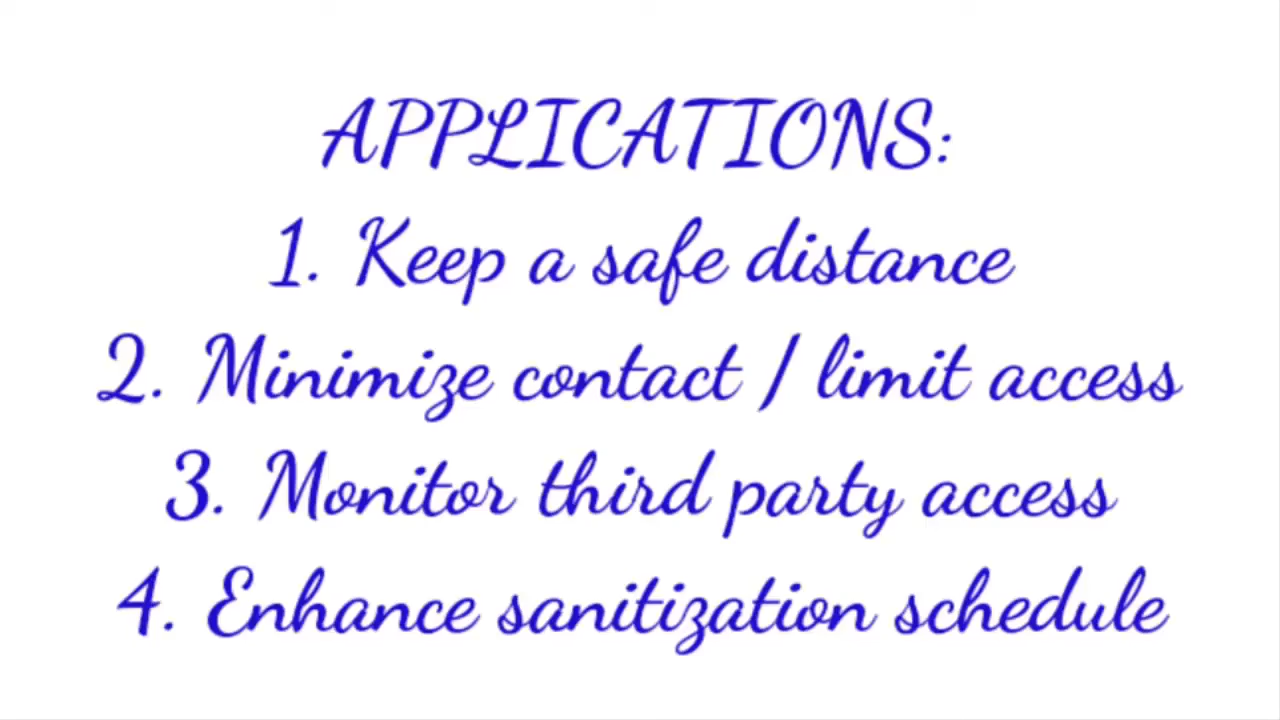 APPLICATIONS:
1. Keep a safe distance
2. Minimize contact / limit access
3. Monitor third party access
4. Enhance sanitization schedule